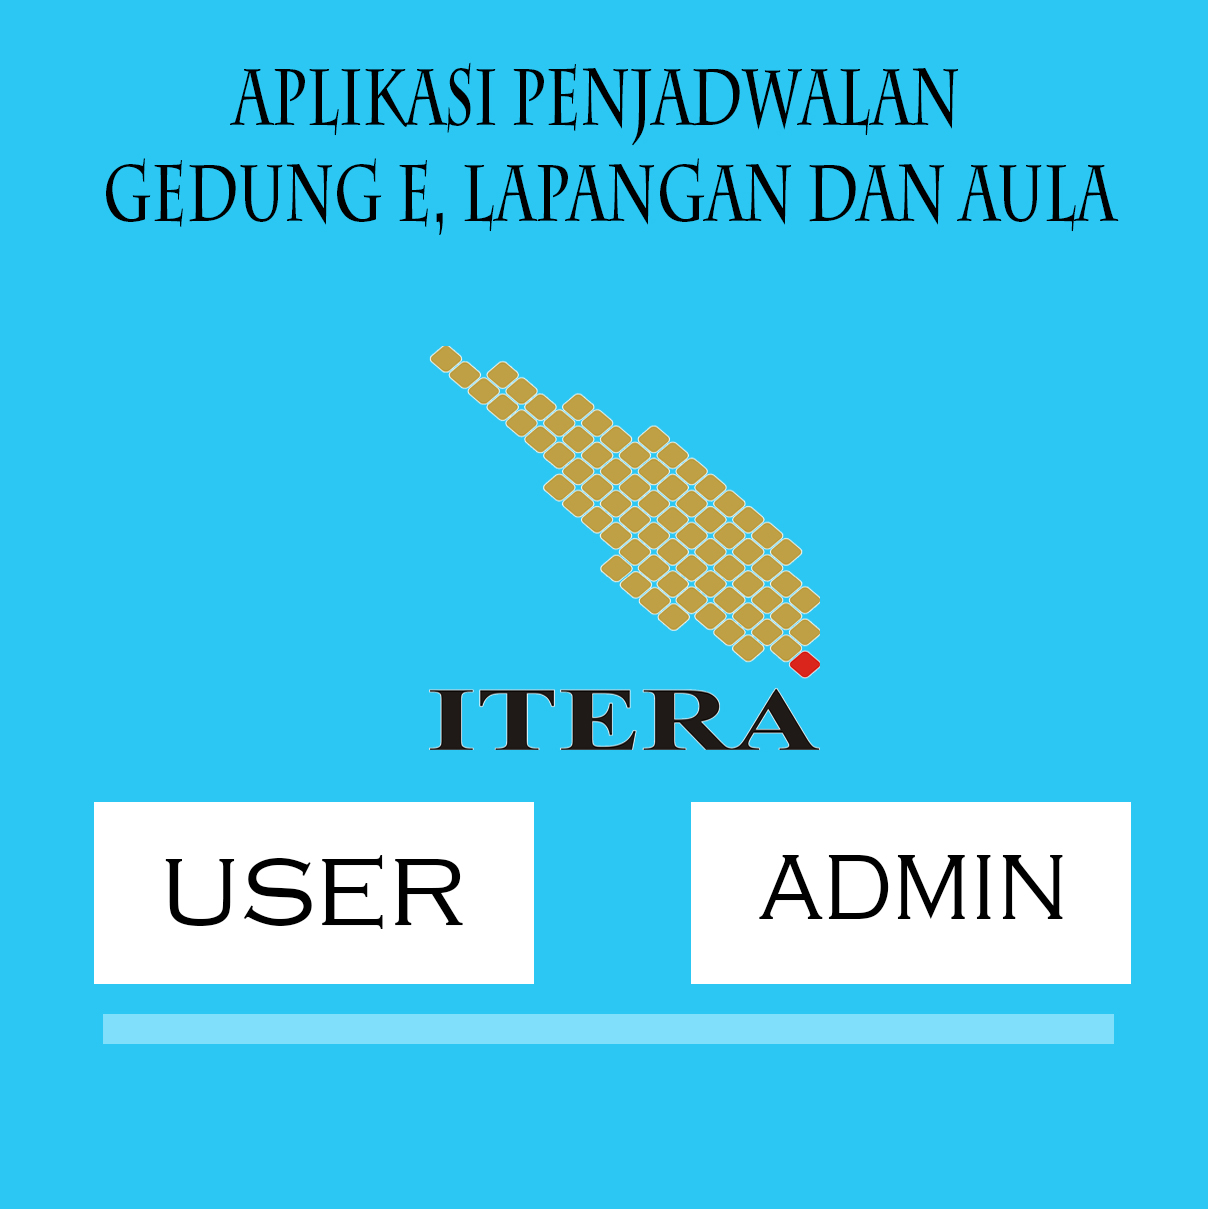 APLIKASI PENJADWALAN
GEDUNG E, LAPANGAN DAN AULA
ITERA
USER
ADMIN